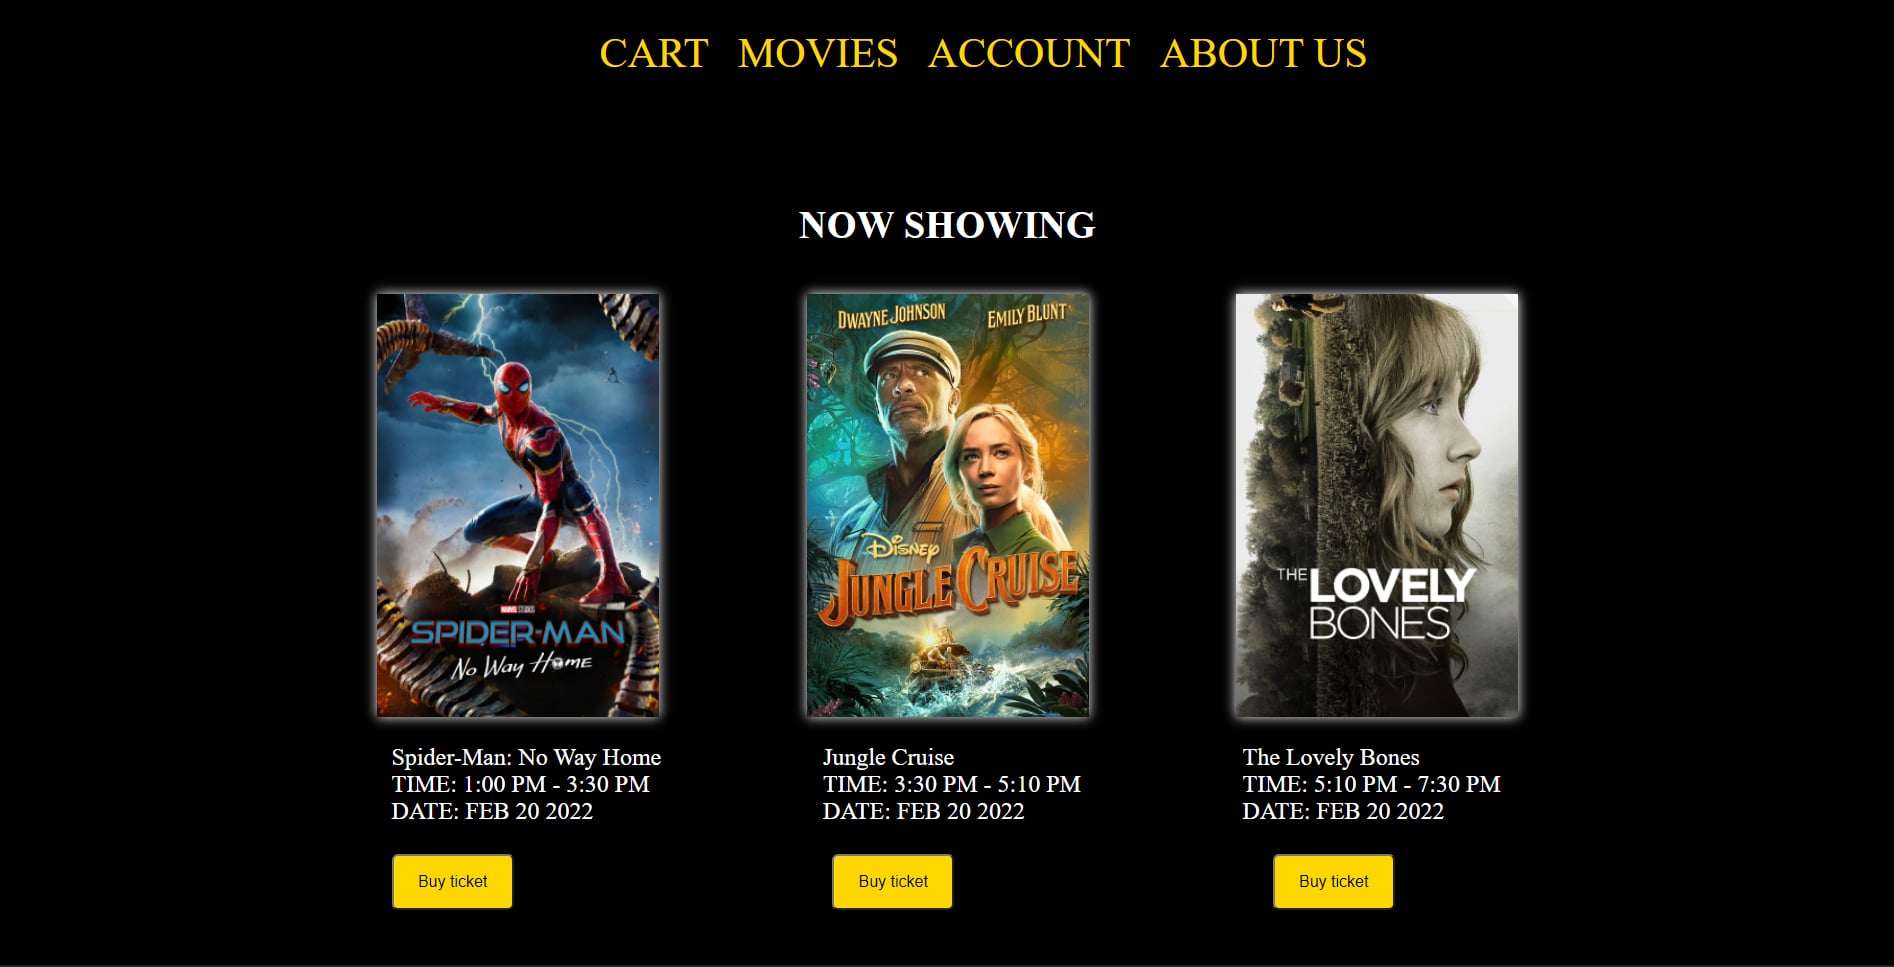 CART MOVIES ACCOUNT ABOUT US
NOW SHOWING
MARVEL STUDIOS
SPIDER-MAN
NO WAY HOME
DWAYNE JOHNSON EMILY BLUNT
DISNEY
JUNGLE CRUISE
THE LOVELY
BONES
Spider-Man: No Way Home
TIME: 1:00 PM - 3:30 PM
DATE: FEB 20 2022
Buy ticket
Jungle Cruise
TIME: 3:30 PM - 5:10 PM
DATE: FEB 20 2022
Buy ticket
The Lovely Bones
TIME: 5:10 PM - 7:30 PM
DATE: FEB 20 2022
Buy ticket